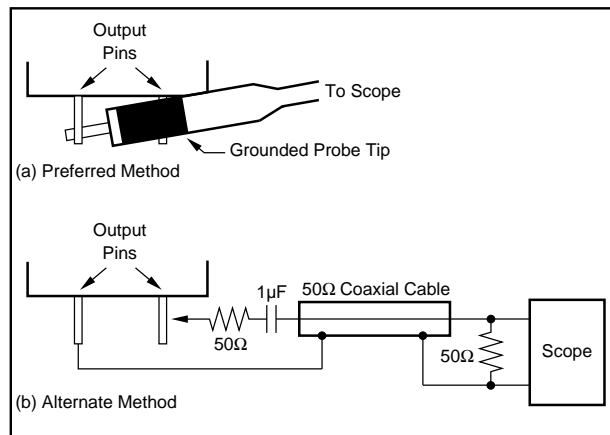 Output
Pins
To Scope
Grounded Probe Tip
(a) Preferred Method
Output
Pins
1µF
50Ω Coaxial Cable
50Ω
50Ω
Scope
(b) Alternate Method